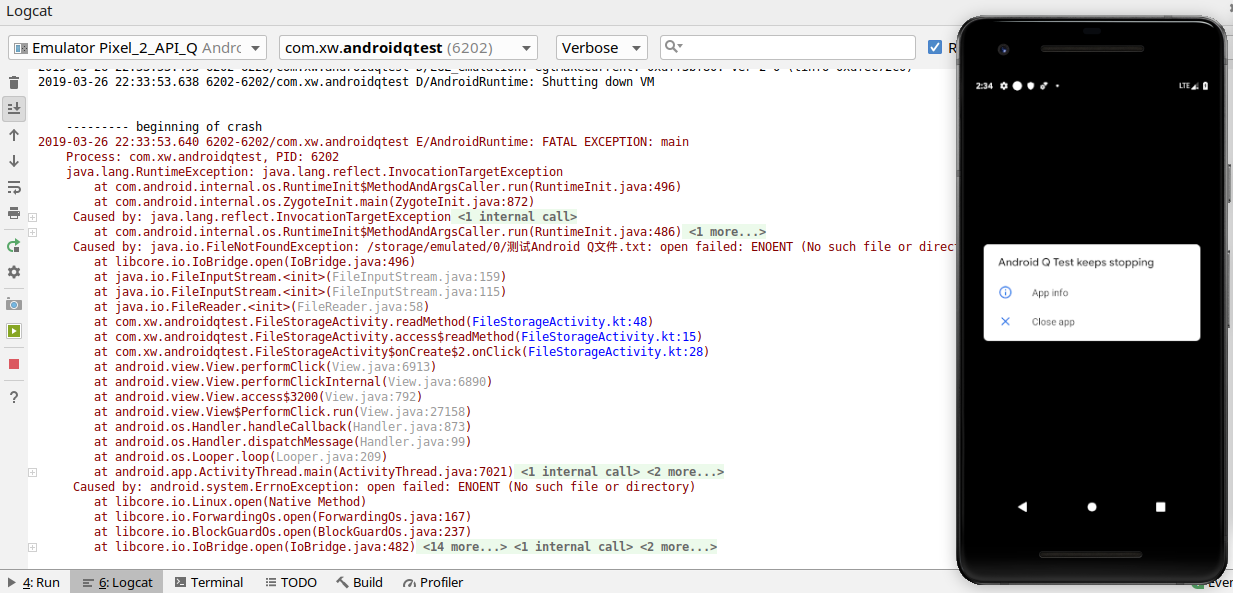 Logcat
Emulator Pixel_2_API_Q Andrc
com.xw.androidqtest (6202)
Verbose
R
2019-03-26 22:33:53.638 6202-6202/com.xw.androidqtest D/AndroidRuntime: Shutting down VM
--------- beginning of crash
2019-03-26 22:33:53.640 6202-6202/com.xw.androidqtest E/AndroidRuntime: FATAL EXCEPTION: main
Process: com.xw.androidqtest, PID: 6202
java.lang.RuntimeException: java.lang.reflect.InvocationTargetException
at com.android.internal.os.RuntimeInit$MethodAndArgsCaller.run(RuntimeInit.java:496)
at com.android.internal.os.ZygoteInit.main(ZygoteInit.java:872)
Caused by: java.lang.reflect.InvocationTargetException <1 internal call>
at com.android.internal.os.RuntimeInit$MethodAndArgsCaller.run(RuntimeInit.java:486) <1 more...>
Caused by: java.io.FileNotFoundException: /storage/emulated/0/测试Android Q文件.txt: open failed: ENOENT (No such file or direct
at libcore.io.IoBridge.open(IoBridge.java:496)
at java.io.FileInputStream.<init>(FileInputStream.java:159)
at java.io.FileInputStream.<init>(FileInputStream.java:115)
at java.io.FileReader.<init>(FileReader.java:58)
at com.xw.androidqtest.FileStorageActivity.readMethod(FileStorageActivity.kt:48)
at com.xw.androidqtest.FileStorageActivity.access$readMethod(FileStorageActivity.kt:15)
at com.xw.androidqtest.FileStorageActivity$onCreate$2.onClick(FileStorageActivity.kt:28)
at android.view.View.performClick(View.java:6913)
at android.view.View.performClickInternal(View.java:6890)
at android.view.View.access$3200(View.java:792)
at android.view.View$PerformClick.run(View.java:27158)
at android.os.Handler.handleCallback(Handler.java:873)
at android.os.Handler.dispatchMessage(Handler.java:99)
at android.os.Looper.loop(Looper.java:209)
at android.app.ActivityThread.main(ActivityThread.java:7021) <1 internal call> <2 more...>
Caused by: android.system.ErrnoException: open failed: ENOENT (No such file or directory)
at libcore.io.Linux.open(Native Method)
at libcore.io.ForwardingOs.open(ForwardingOs.java:167)
at libcore.io.BlockGuardOs.open(BlockGuardOs.java:237)
at libcore.io.IoBridge.open(IoBridge.java:482) <14 more...> <1 internal call> <2 more...>
4: Run
6: Logcat
Terminal
TODO
Build
Profiler
Ever
2:34
LTE
Android Q Test keeps stopping
App info
Close app